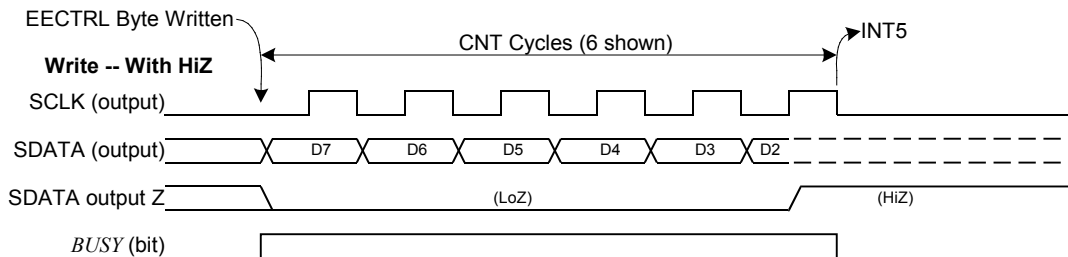 EECTRL Byte Written
CNT Cycles (6 shown)
INT5
Write -- With HiZ
SCLK (output)
SDATA (output)
D7 D6 D5 D4 D3 D2
SDATA output Z
(LoZ)
(HiZ)
BUSY (bit)